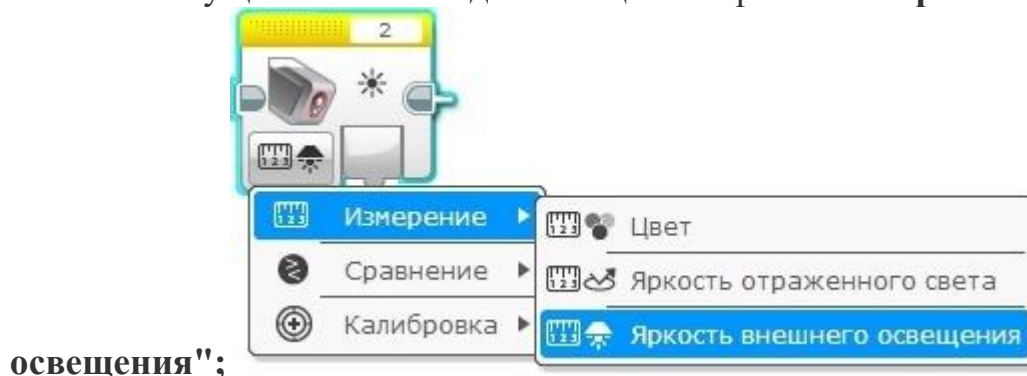 2
Измерение
Цвет
Сравнение
Яркость отраженного света
Калибровка
Яркость внешнего освещения
освещения";